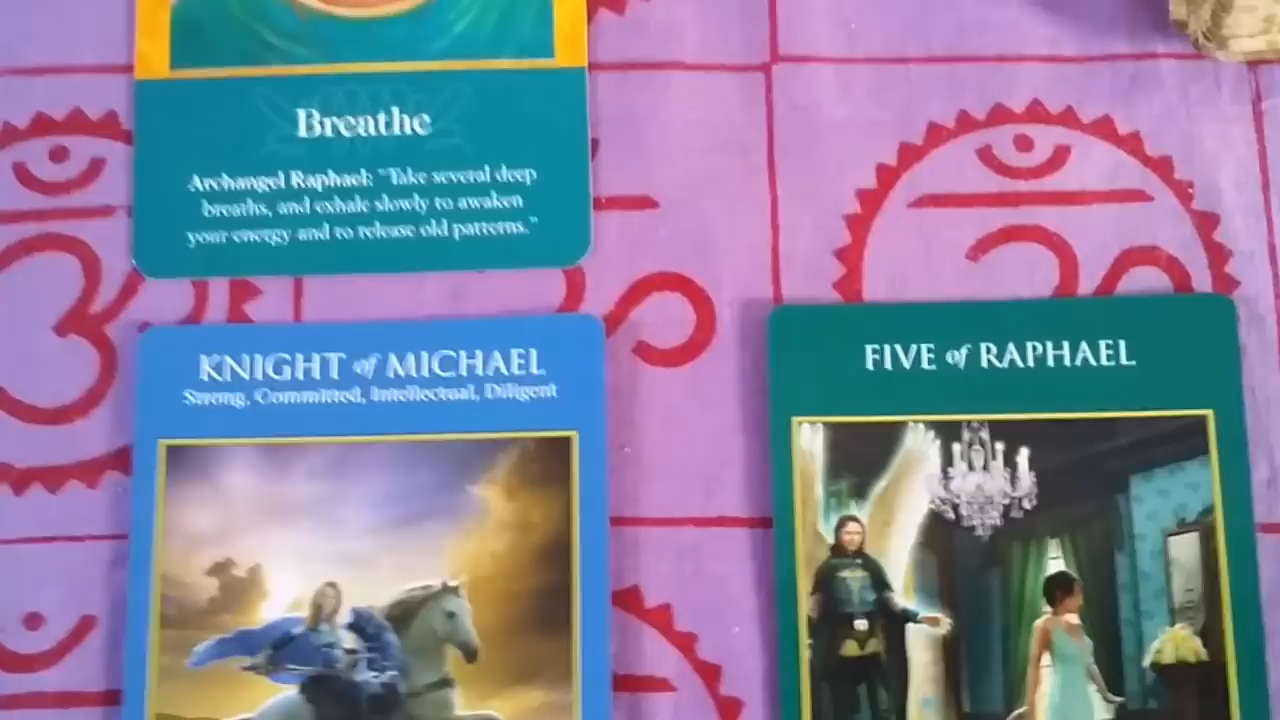 Breathe
Archangel Raphael: "Take several deep
breaths, and exhale slowly to awaken
your energy and to release old patterns."
KNIGHT of MICHAEL
Strong, Committed, Intellectual, Diligent
FIVE of RAPHAEL